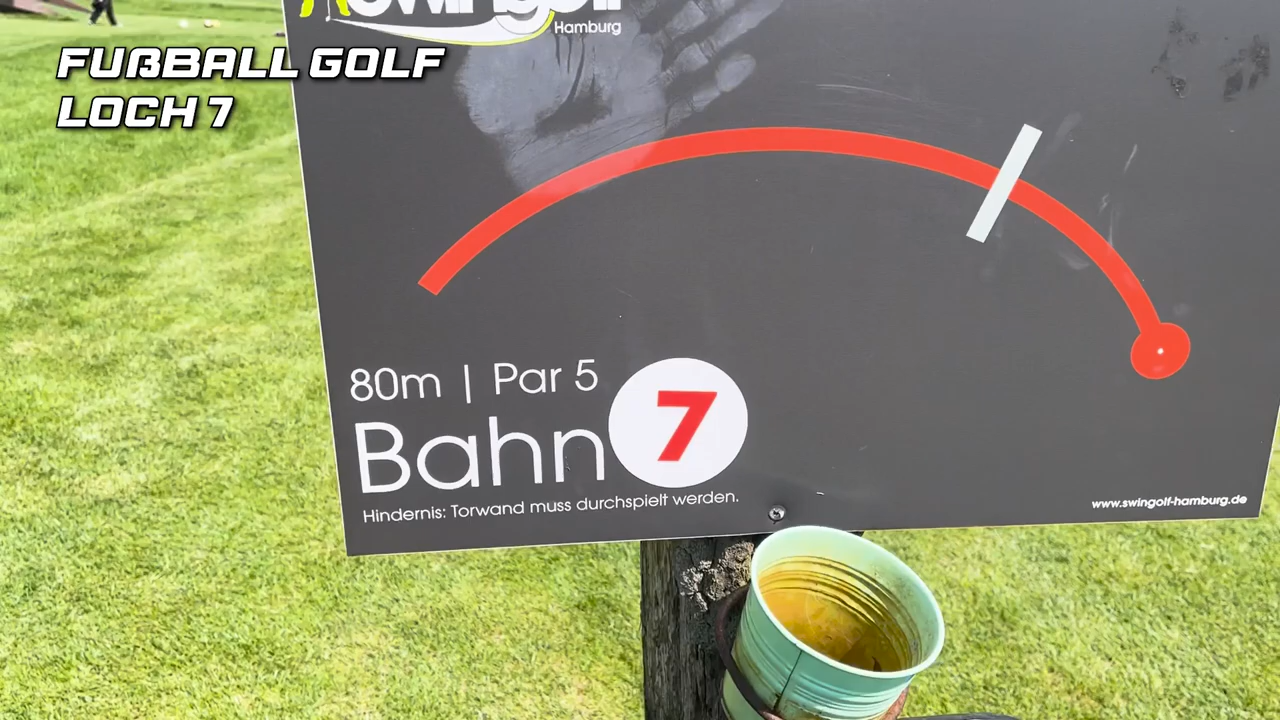 Swingolf
Hamburg
FUẞBALL GOLF
LOCH 7
80m | Par 5
Bahn 7
Hindernis: Torwand muss durchspielt werden.
www.swingolf-hamburg.de